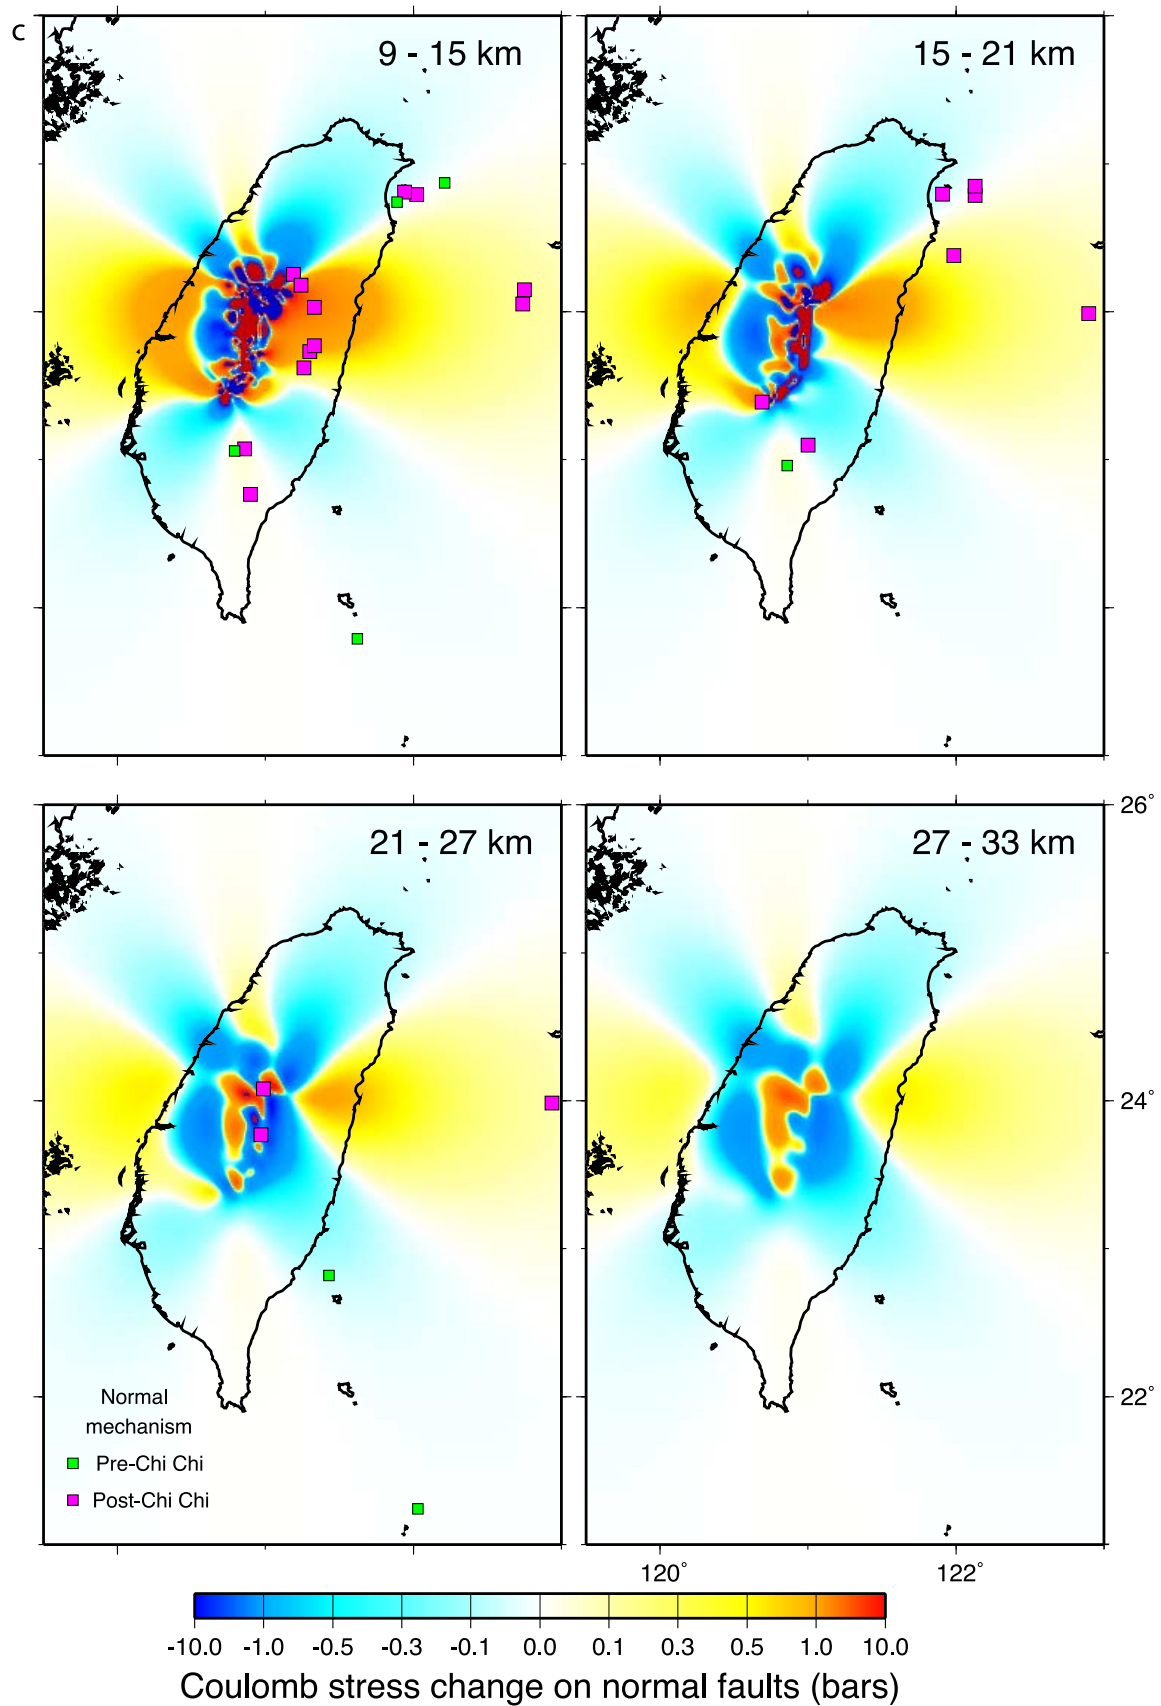 c
9 - 15 km
15 - 21 km
21 - 27 km
27 - 33 km
26°
24°
22°
Normal
mechanism
Pre-Chi Chi
Post-Chi Chi
120°
122°
-10.0 -1.0 -0.5 -0.3 -0.1 0.0 0.1 0.3 0.5 1.0 10.0
Coulomb stress change on normal faults (bars)